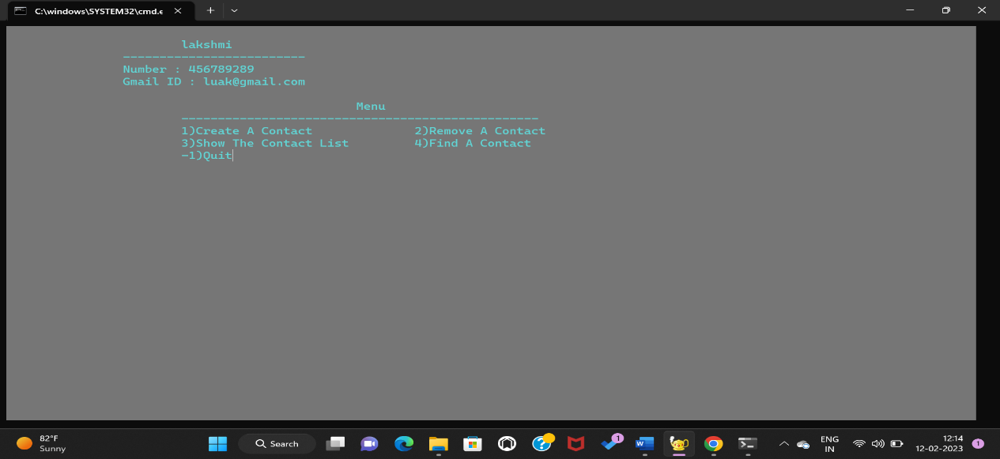 C:\windows\SYSTEM32\cmd.e
lakshmi
-------------------------
Number : 456789289
Gmail ID : luak@gmail.com
Menu
-------------------------------------------------
1)Create A Contact 2)Remove A Contact
3)Show The Contact List 4)Find A Contact
-1)Quit
82°F
Sunny
Search
1
ENG
IN
12:14
12-02-2023
1